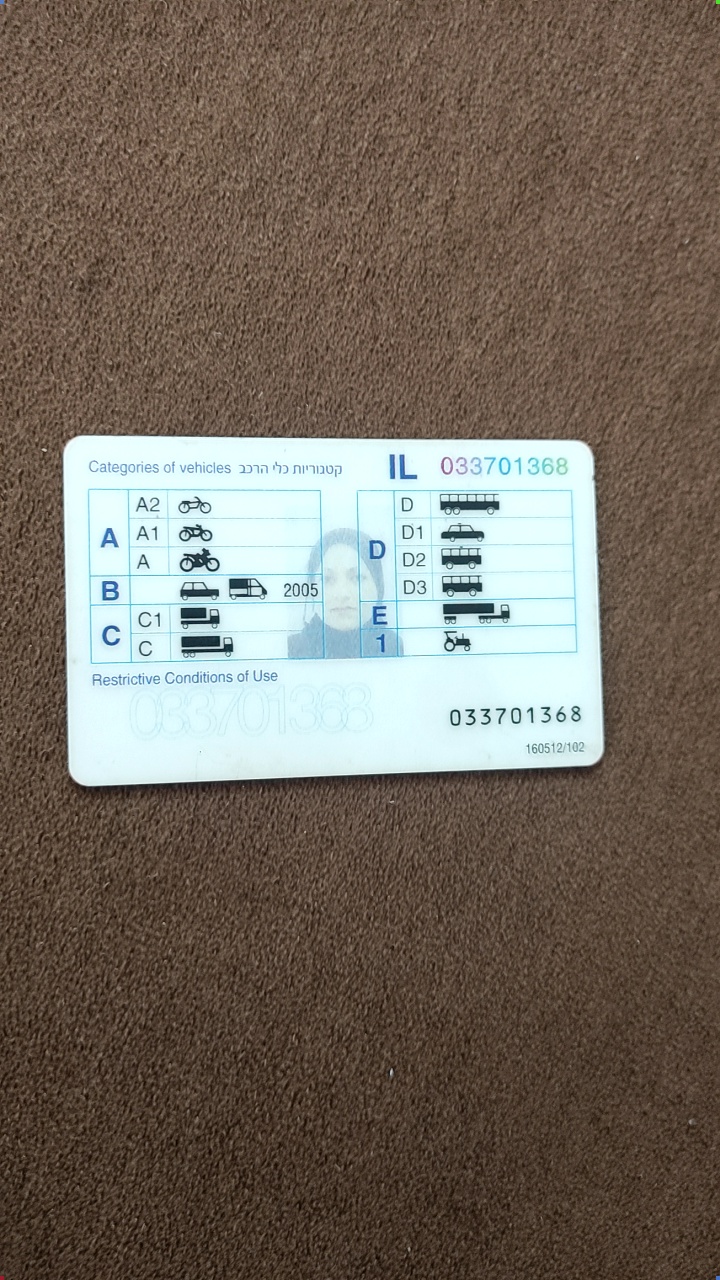 Categories of vehicles קטגוריות כלי הרכב IL 033701368
A A2
A1
A
B 2005
C C1
C
D D
D1
D2
D3
E
1
Restrictive Conditions of Use
033701368
033701368
160512/102